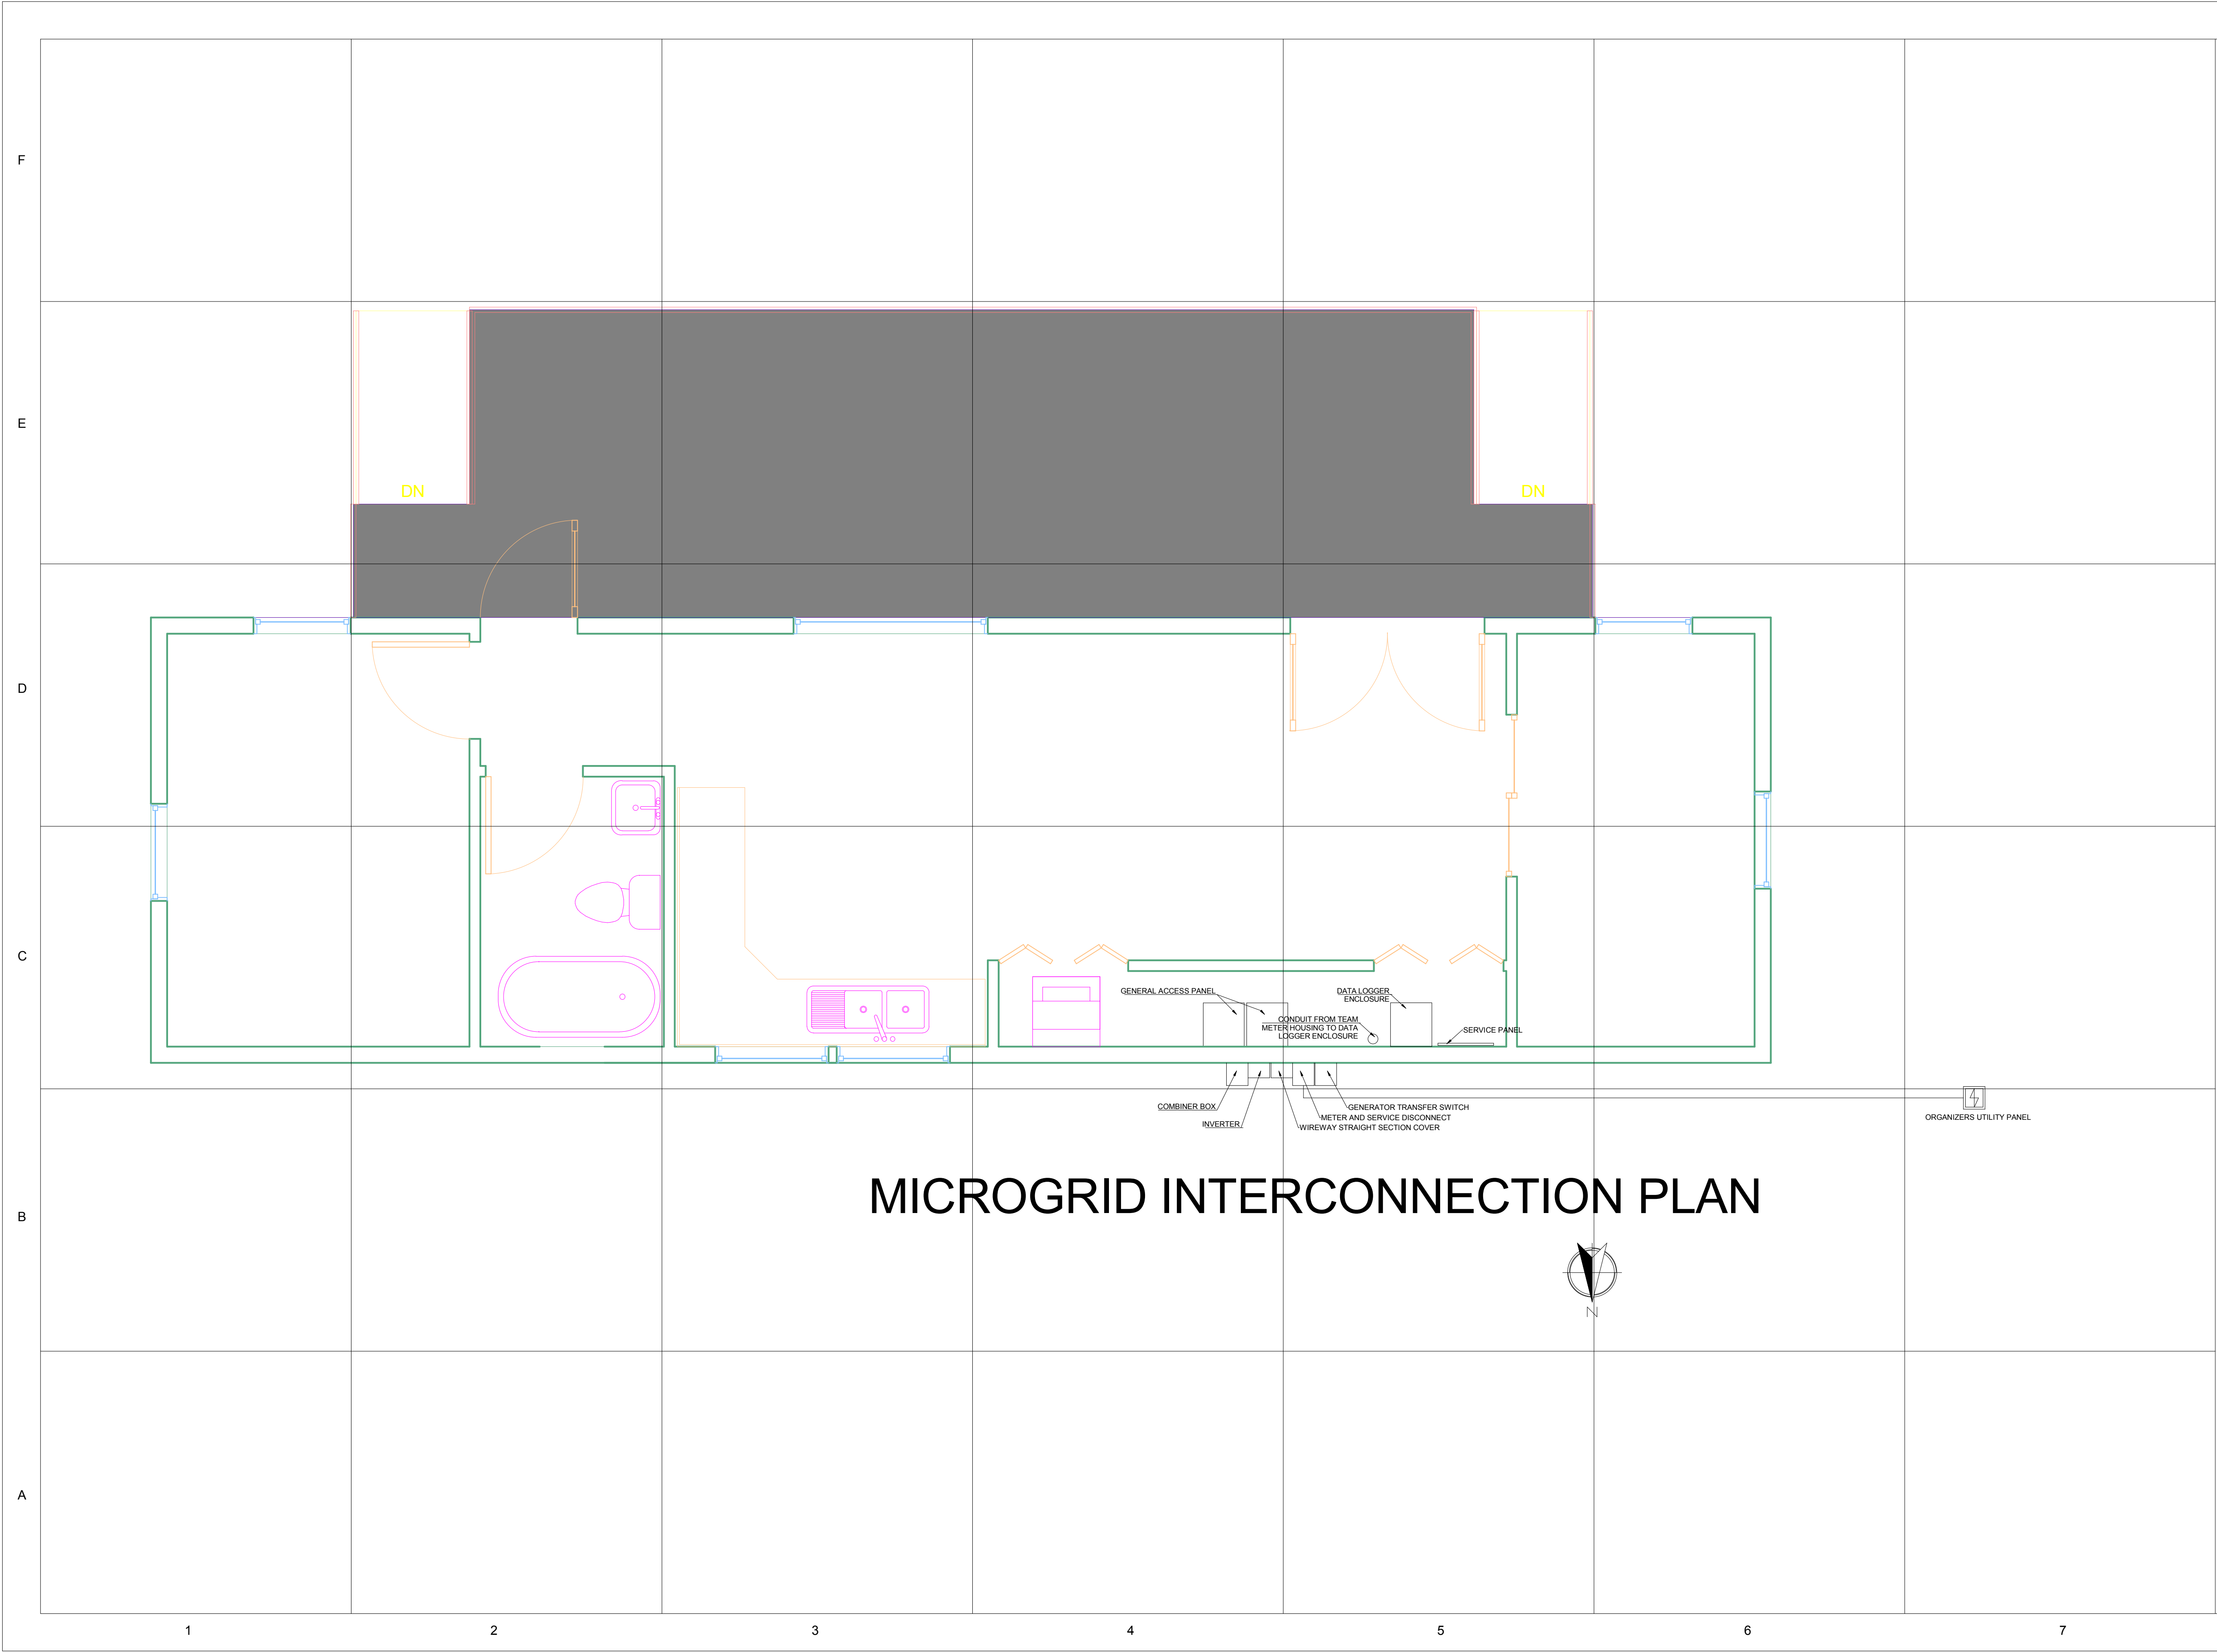 F
E
DN
DN
D
C
GENERAL ACCESS PANEL
DATA LOGGER
ENCLOSURE
CONDUIT FROM TEAM
METER HOUSING TO DATA
LOGGER ENCLOSURE
SERVICE PANEL
COMBINER BOX
INVERTER
GENERATOR TRANSFER SWITCH
METER AND SERVICE DISCONNECT
WIREWAY STRAIGHT SECTION COVER
ORGANIZERS UTILITY PANEL
MICROGRID INTERCONNECTION PLAN
B
N
A
1 2 3 4 5 6 7